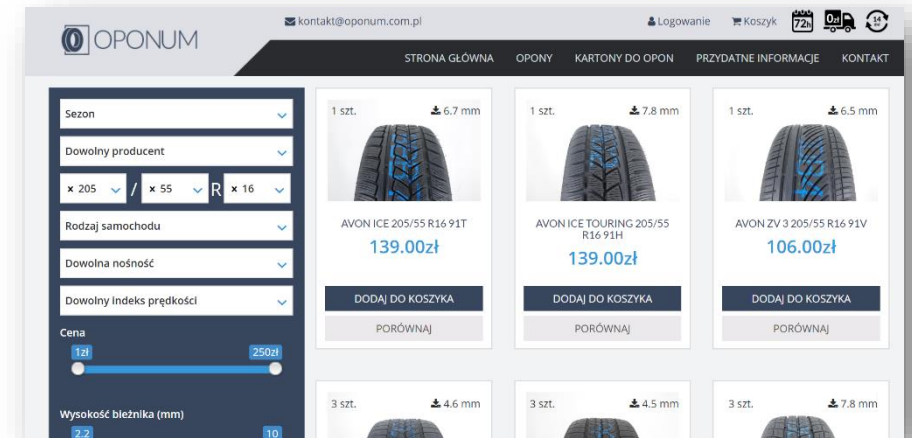 OPONUM
kontakt@oponum.com.pl
Logowanie
Koszyk
72h
0zł
14
STRONA GŁÓWNA
OPONY
KARTONY DO OPON
PRZYDATNE INFORMACJE
KONTAKT
Sezon
Dowolny producent
× 205 / × 55 R × 16
Rodzaj samochodu
Dowolna nośność
Dowolny indeks prędkości
Cena
1zł 250zł
Wysokość bieżnika (mm)
2.2 10
1 szt. 6.7 mm
AVON ICE 205/55 R16 91T
139.00zł
DODAJ DO KOSZYKA
PORÓWNAJ
1 szt. 7.8 mm
AVON ICE TOURING 205/55
R16 91H
139.00zł
DODAJ DO KOSZYKA
PORÓWNAJ
1 szt. 6.5 mm
AVON ZV 3 205/55 R16 91V
106.00zł
DODAJ DO KOSZYKA
PORÓWNAJ
3 szt. 4.6 mm
3 szt. 4.5 mm
3 szt. 7.8 mm